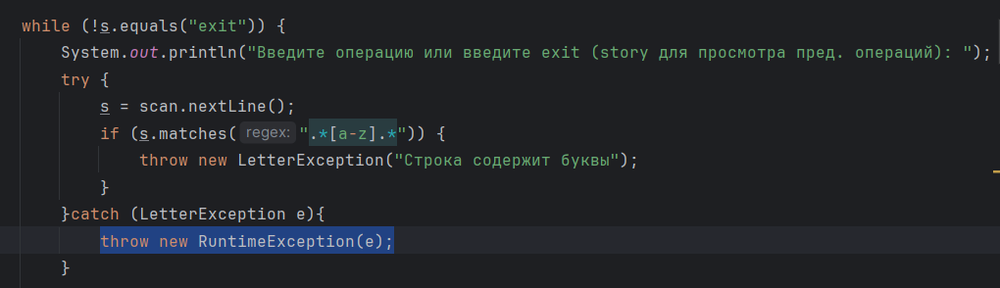 while (!s.equals("exit")) {
System.out.println("Введите операцию или введите exit (story для просмотра пред. операций): ");
try {
s = scan.nextLine();
if (s.matches( regex: ".*[a-z].*")) {
throw new LetterException("Строка содержит буквы");
}
}catch (LetterException e){
throw new RuntimeException(e);
}